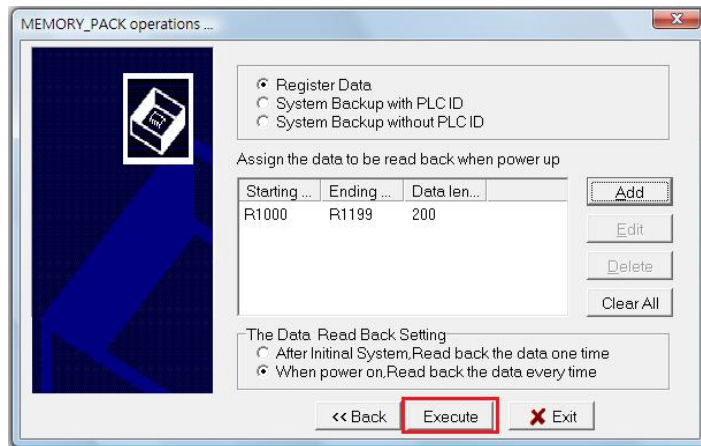 MEMORY_PACK operations ...
Register Data
System Backup with PLC ID
System Backup without PLC ID
Assign the data to be read back when power up
Starting ... Ending ... Data len...
R1000 R1199 200
Add
Edit
Delete
Clear All
The Data Read Back Setting
After Initinal System,Read back the data one time
When power on,Read back the data every time
<< Back Execute Exit